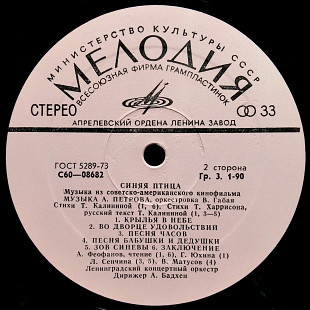 МИНИСТЕРСТВО КУЛЬТУРЫ СССР
МЕЛОДИЯ
ВСЕСОЮЗНАЯ ФИРМА ГРАМПЛАСТИНОК
СТЕРЕО
33
АПРЕЛЕВСКИЙ ОРДЕНА ЛЕНИНА ЗАВОД
ГОСТ 5289-73
С60—08682
2 сторона
Гр. 3. 1-90
СИНЯЯ ПТИЦА
Музыка из советско-американского кинофильма
МУЗЫКА А. ПЕТРОВА, оркестровка В. Габая
Стихи Т. Калининой (1, 6), Стихи Т. Харрисона,
русский текст Т. Калининой (1, 3—5)
1. КРЫЛЬЯ В НЕБЕ
2. ВО ДВОРЦЕ УДОВОЛЬСТВИЙ
3. ПЕСНЯ ЧАСОВ
4. ПЕСНЯ БАБУШКИ И ДЕДУШКИ
5. ЗОВ СИНЕВЫ 6. ЗАКЛЮЧЕНИЕ
А. Феофанов, чтение (1, 6), Г. Юхина (4)
Л. Сенчина (3, 5), В. Матусов (4)
Ленинградский концертный оркестр
Дирижер А. Бадхен